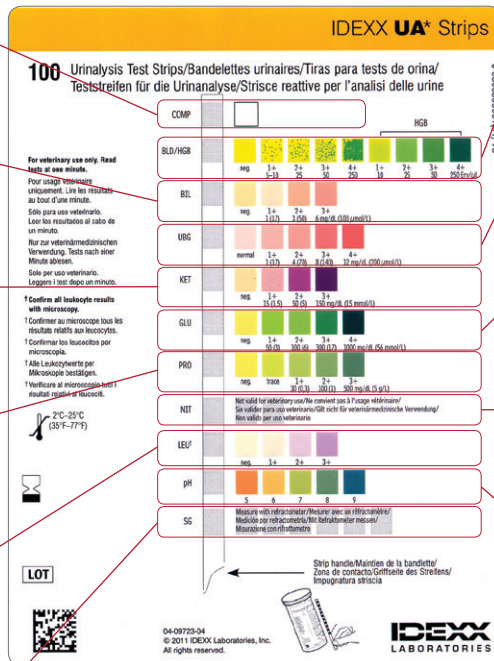 IDEXX UA* Strips
100 Urinalysis Test Strips/Bandelettes urinaires/Tiras para tests de orina/
Teststreifen für die Urinanalyse/Strisce reattive per l'analisi delle urine
COMP
HGB
BLD/HGB
neg. 1+ 2+ 3+ 4+ 1+ 2+ 3+ 4+
5-10 25 50 250 10 25 50 250 Ery/µL
For veterinary use only. Read
tests at one minute.
Pour usage vétérinaire
uniquement. Lire les résultats
au bout d'une minute.
Sólo para uso veterinario.
Leer los resultados al cabo de
un minuto.
Nur zur veterinärmedizinischen
Verwendung. Tests nach einer
Minute ablesen.
Solo per uso veterinario.
Leggere i test dopo un minuto.
† Confirm all leukocyte results
with microscopy.
† Confirmer au microscope tous les
résultats relatifs aux leucocytes.
† Confirmar los leucocitos por
microscopía.
† Alle Leukozytwerte per
Mikroskopie bestätigen.
† Verificare al microscopio tutti i
risultati relativi ai leucociti.
2°C–25°C
(35°F–77°F)
LOT
BIL
neg. 1+ 2+ 3+
1 (17) 3 (50) 6 mg/dL (100 µmol/L)
UBG
normal 1+ 2+ 3+ 4+
1 (17) 4 (70) 8 (140) 12 mg/dL (200 µmol/L)
KET
neg. 1+ 2+ 3+
15 (1.5) 50 (5) 150 mg/dL (15 mmol/L)
GLU
neg. 1+ 2+ 3+ 4+
50 (3) 100 (6) 300 (17) 1000 mg/dL (56 mmol/L)
PRO
neg. trace 1+ 2+ 3+
30 (0.3) 100 (1) 500 mg/dL (5 g/L)
NIT
Not valid for veterinary use/Ne convient pas à l'usage vétérinaire/
Sin validez para uso veterinario/Gilt nicht für veterinärmedizinische Verwendung/
Non valido per uso veterinario
LEU†
neg. 1+ 2+ 3+
pH
5 6 7 8 9
SG
Measure with refractometer/Mesurer avec un réfractomètre/
Medición por refractometría/Mit Refraktometer messen/
Misurazione con rifrattometro
Strip handle/Maintien de la bandlette/
Zona de contacto/Griffseite des Streifens/
Impugnatura striscia
04-09723-04
© 2011 IDEXX Laboratories, Inc.
All rights reserved.
IDEXX
LABORATORIES